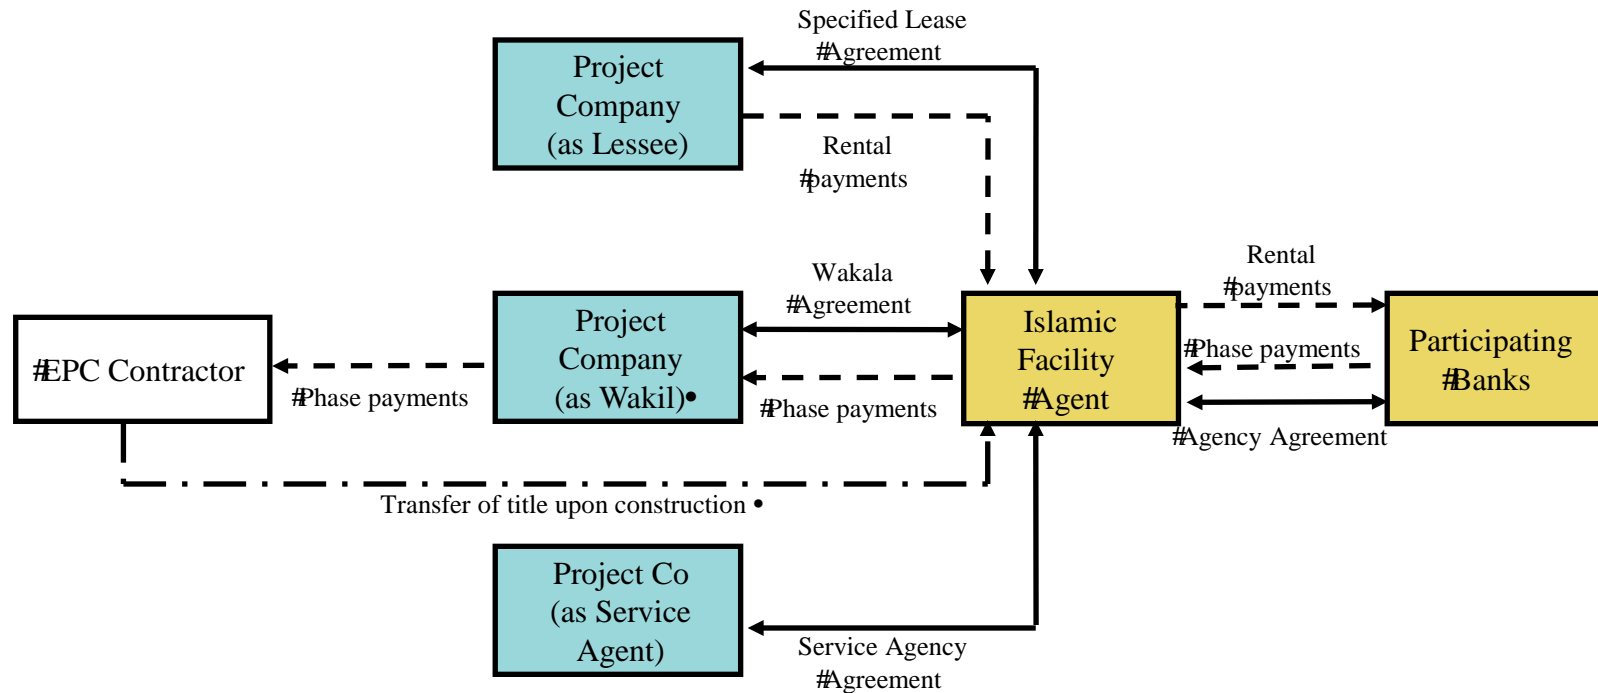 Specified Lease
#Agreement
Project
Company
(as Lessee)
Rental
#payments
Wakala
#Agreement
Rental
#payments
#EPC Contractor
#Phase payments
Project
Company
(as Wakil)•
#Phase payments
Islamic
Facility
#Agent
#Phase payments
Participating
#Banks
#Agency Agreement
Transfer of title upon construction •
Project Co
(as Service
Agent)
Service Agency
#Agreement